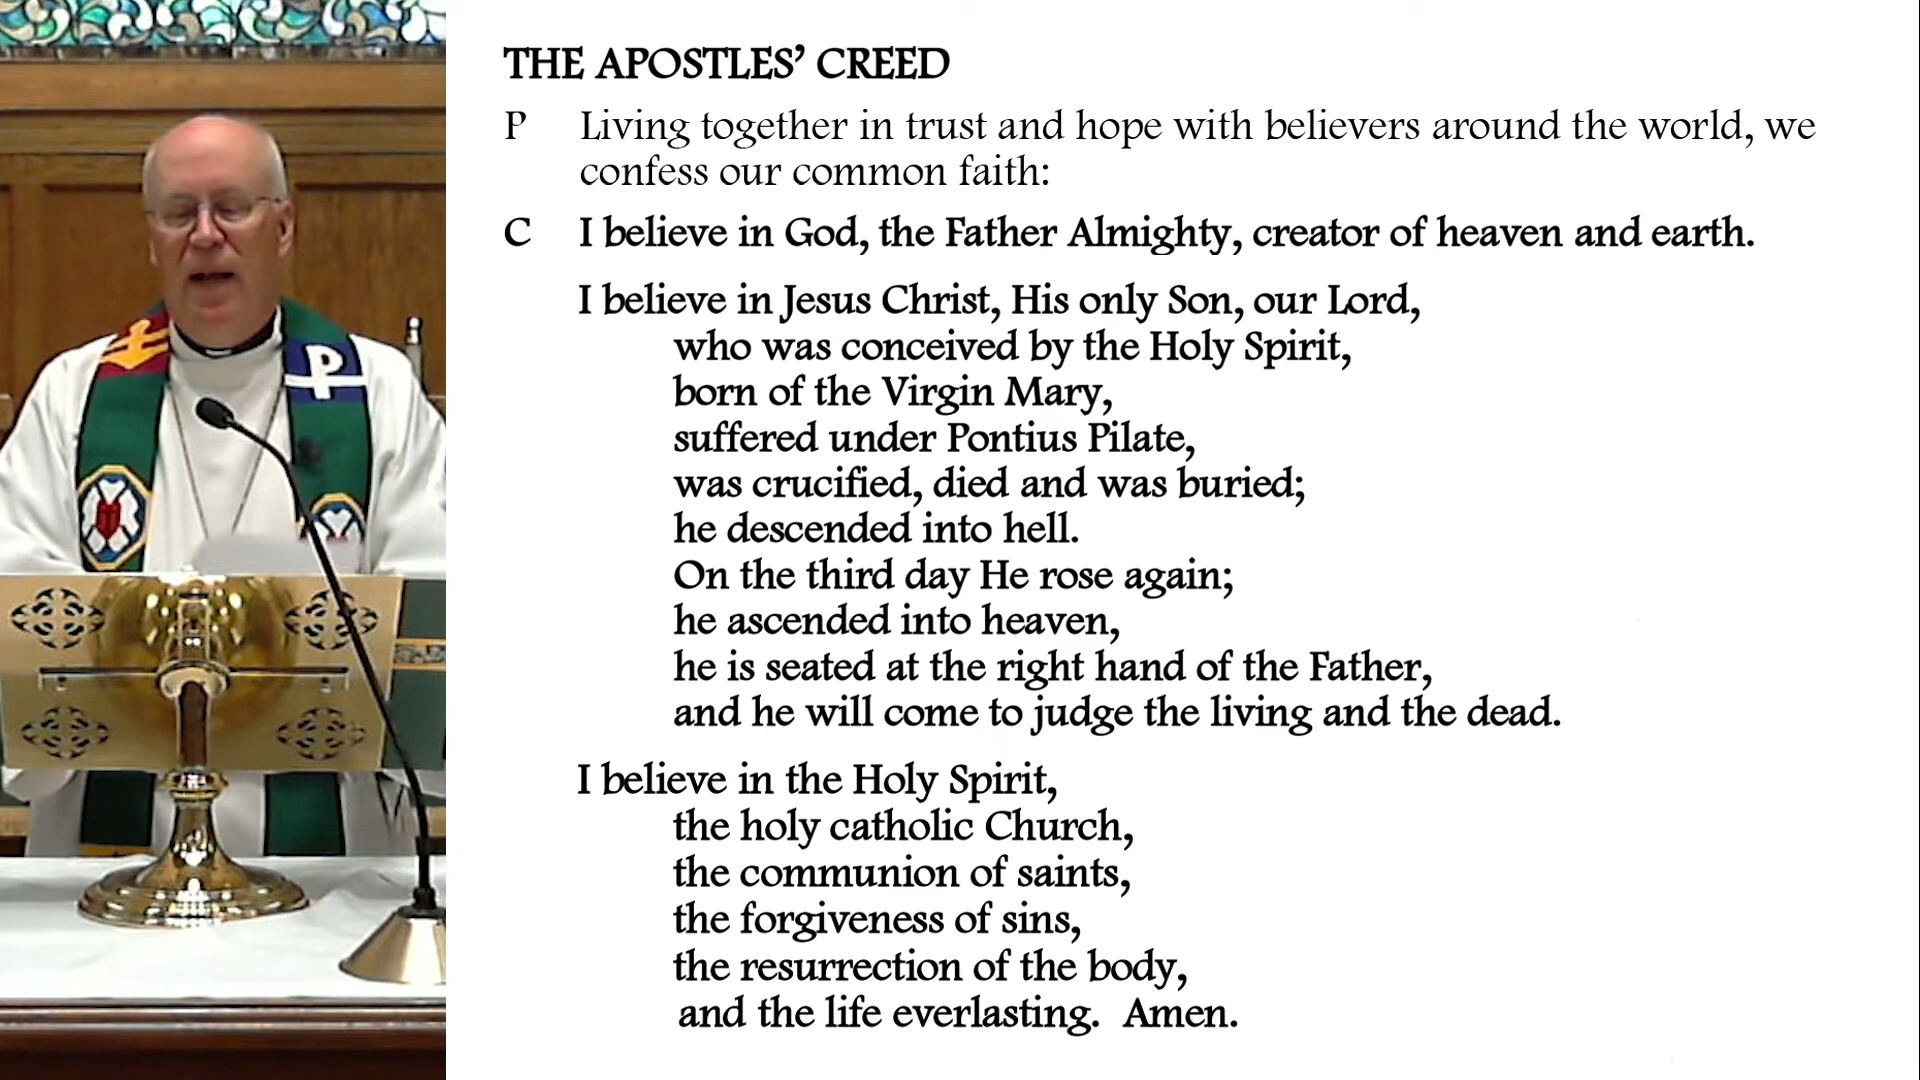 THE APOSTLES’ CREED
P Living together in trust and hope with believers around the world, we
confess our common faith:
C I believe in God, the Father Almighty, creator of heaven and earth.
I believe in Jesus Christ, His only Son, our Lord,
who was conceived by the Holy Spirit,
born of the Virgin Mary,
suffered under Pontius Pilate,
was crucified, died and was buried;
he descended into hell.
On the third day He rose again;
he ascended into heaven,
he is seated at the right hand of the Father,
and he will come to judge the living and the dead.
I believe in the Holy Spirit,
the holy catholic Church,
the communion of saints,
the forgiveness of sins,
the resurrection of the body,
and the life everlasting.  Amen.